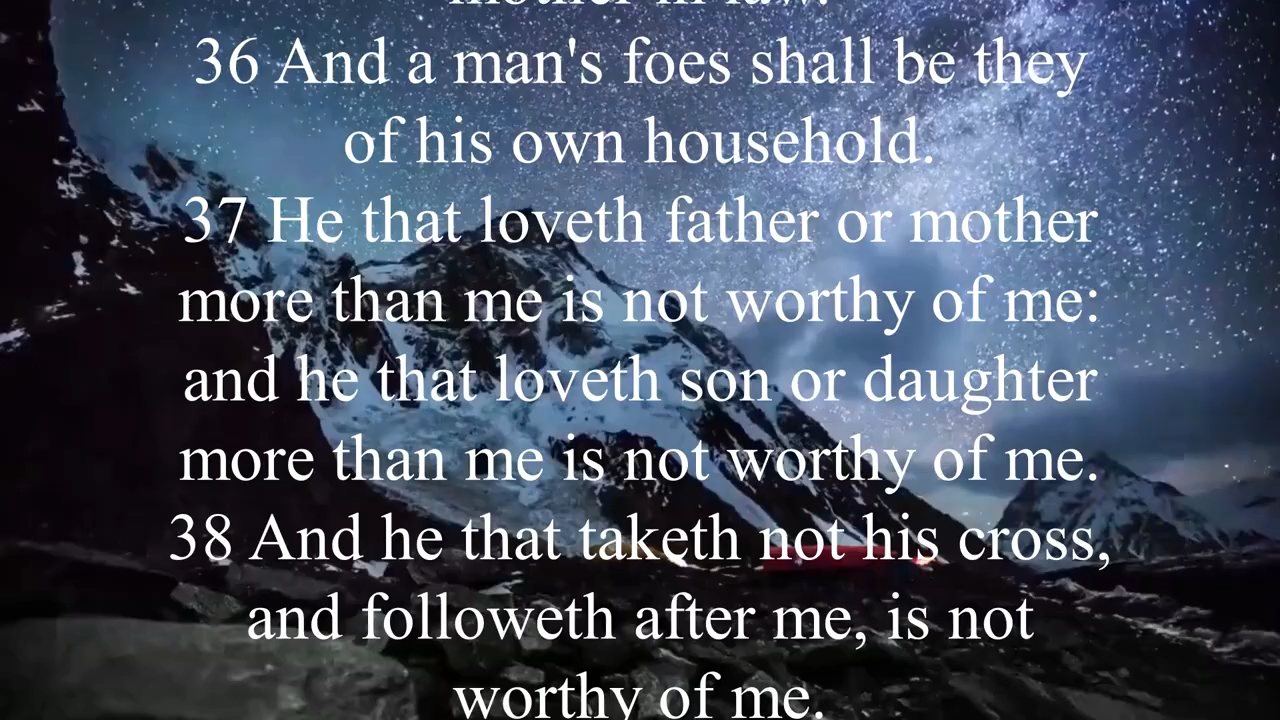 mother in law.
36 And a man's foes shall be they
of his own household.
37 He that loveth father or mother
more than me is not worthy of me:
and he that loveth son or daughter
more than me is not worthy of me.
38 And he that taketh not his cross,
and followeth after me, is not
worthy of me.